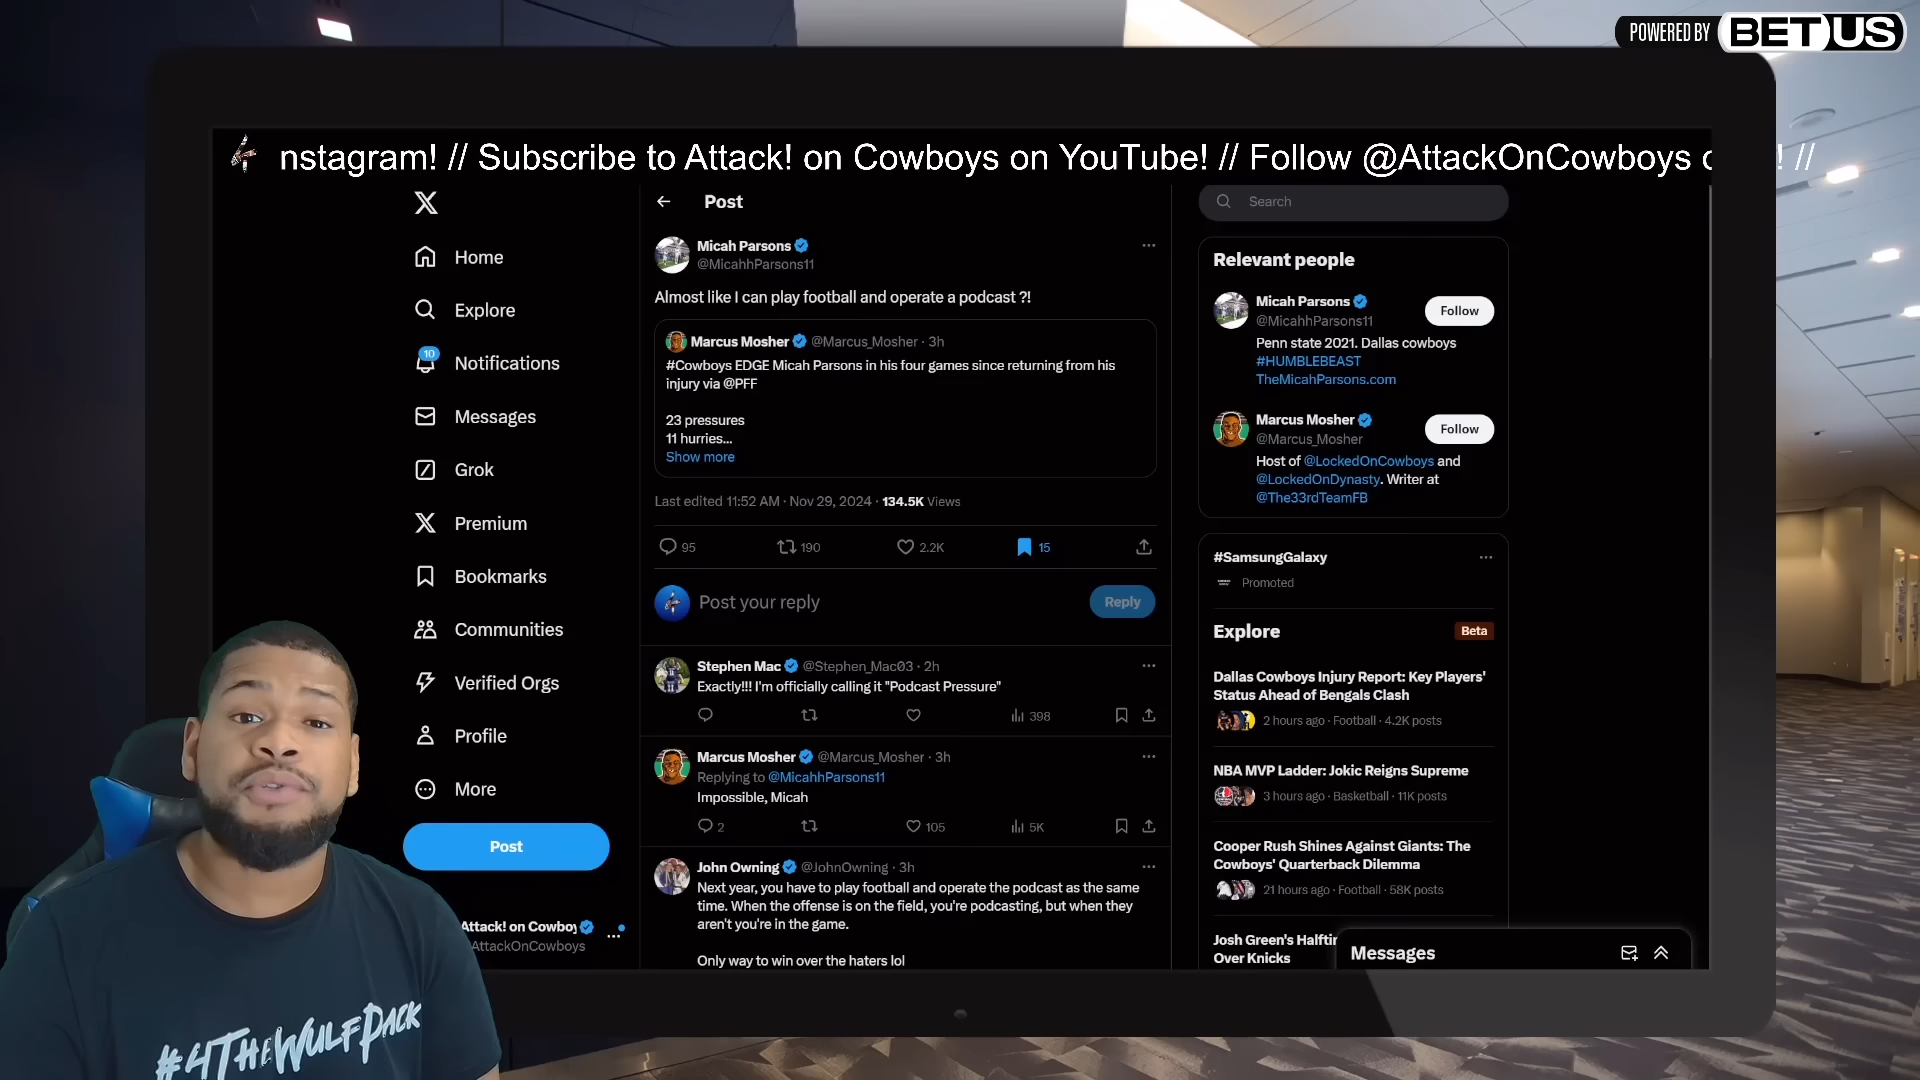 POWERED BY BETUS
nstagram! // Subscribe to Attack! on Cowboys on YouTube! // Follow @AttackOnCowboys ! //
Home
Explore
10
Notifications
Messages
Grok
Premium
Bookmarks
Communities
Verified Orgs
Profile
More
Post
Attack! on Cowboy
AttackOnCowboys
Post
Micah Parsons
@MicahhParsons11
Almost like I can play football and operate a podcast ?!
Marcus Mosher @Marcus_Mosher · 3h
#Cowboys EDGE Micah Parsons in his four games since returning from his
injury via @PFF
23 pressures
11 hurries...
Show more
Last edited 11:52 AM · Nov 29, 2024 · 134.5K Views
95 190 2.2K 15
Post your reply
Reply
Stephen Mac @Stephen_Mac03 · 2h
Exactly!!! I'm officially calling it "Podcast Pressure"
398
Marcus Mosher @Marcus_Mosher · 3h
Replying to @MicahhParsons11
Impossible, Micah
2 105 5K
John Owning @JohnOwning · 3h
Next year, you have to play football and operate the podcast as the same
time. When the offense is on the field, you're podcasting, but when they
aren't you're in the game.
Only way to win over the haters lol
Search
Relevant people
Micah Parsons
@MicahhParsons11
Follow
Penn state 2021. Dallas cowboys
#HUMBLEBEAST
TheMicahParsons.com
Marcus Mosher
@Marcus_Mosher
Follow
Host of @LockedOnCowboys and
@LockedOnDynasty. Writer at
@The33rdTeamFB
#SamsungGalaxy
Promoted
Explore
Beta
Dallas Cowboys Injury Report: Key Players'
Status Ahead of Bengals Clash
2 hours ago · Football · 4.2K posts
NBA MVP Ladder: Jokic Reigns Supreme
3 hours ago · Basketball · 11K posts
Cooper Rush Shines Against Giants: The
Cowboys' Quarterback Dilemma
21 hours ago · Football · 58K posts
Josh Green's Halfti
Over Knicks
Messages
#4THEWULFPACK